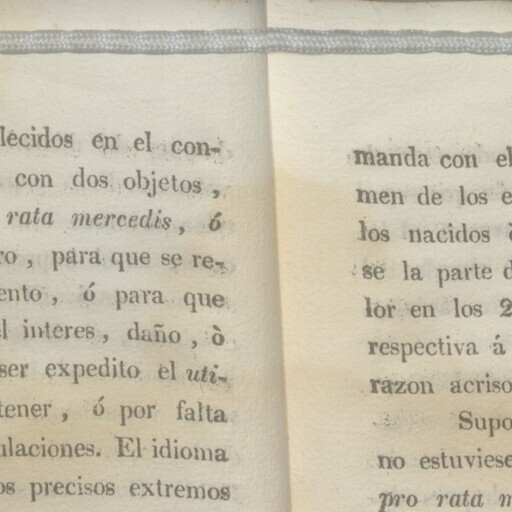 lecidos en el con-
con dos objetos,
rata mercedis, ó
ro, para que se re-
ento, ó para que
l interes, daño, ò
ser expedito el uti-
tener, ó por falta
ulaciones. El idioma
os precisos extremos
manda con el
men de los e
los nacidos ò
se la parte d
lor en los 2
respectiva á
razon acriso
Supo
no estuviese
pro rata m